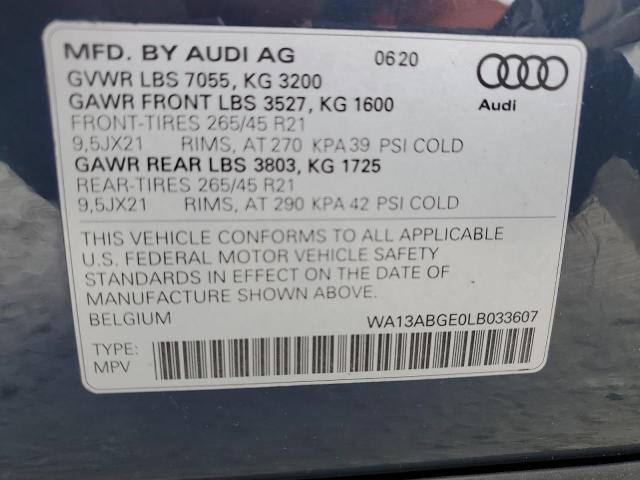 MFD. BY AUDI AG 0620
GVWR LBS 7055, KG 3200
GAWR FRONT LBS 3527, KG 1600
Audi
FRONT-TIRES 265/45 R21
9,5JX21 RIMS, AT 270 KPA 39 PSI COLD
GAWR REAR LBS 3803, KG 1725
REAR-TIRES 265/45 R21
9,5JX21 RIMS, AT 290 KPA 42 PSI COLD
THIS VEHICLE CONFORMS TO ALL APPLICABLE
U.S. FEDERAL MOTOR VEHICLE SAFETY
STANDARDS IN EFFECT ON THE DATE OF
MANUFACTURE SHOWN ABOVE.
BELGIUM WA13ABGE0LB033607
TYPE:
MPV